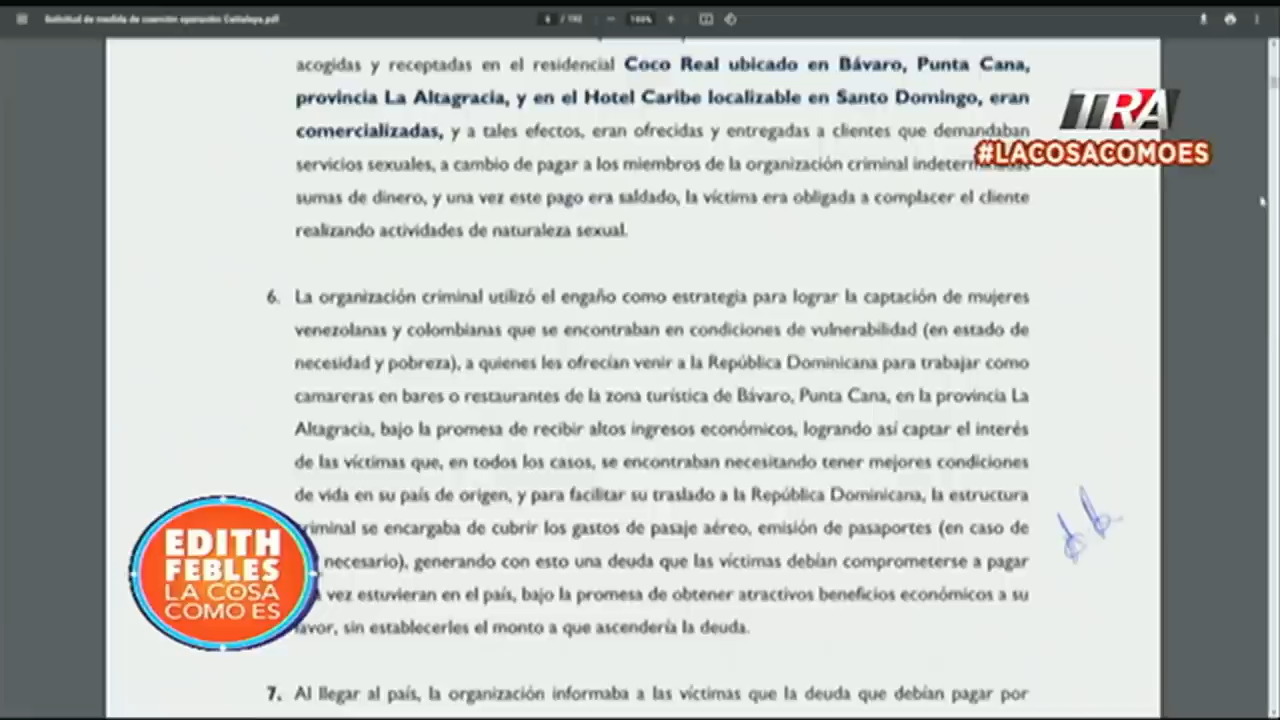 Solicitud de medida de coerción operación Cattleya.pdf
6 / 192
100%
acogidas y receptadas en el residencial Coco Real ubicado en Bávaro, Punta Cana,
provincia La Altagracia, y en el Hotel Caribe localizable en Santo Domingo, eran
comercializadas, y a tales efectos, eran ofrecidas y entregadas a clientes que demandaban
servicios sexuales, a cambio de pagar a los miembros de la organización criminal
sumas de dinero, y una vez este pago era saldado, la víctima era obligada a complacer el cliente
realizando actividades de naturaleza sexual.
TRA
#LACOSACOMOES
6. La organización criminal utilizó el engaño como estrategia para lograr la captación de mujeres
venezolanas y colombianas que se encontraban en condiciones de vulnerabilidad (en estado de
necesidad y pobreza), a quienes les ofrecían venir a la República Dominicana para trabajar como
camareras en bares o restaurantes de la zona turística de Bávaro, Punta Cana, en la provincia La
Altagracia, bajo la promesa de recibir altos ingresos económicos, logrando así captar el interés
de las víctimas que, en todos los casos, se encontraban necesitando tener mejores condiciones
de vida en su país de origen, y para facilitar su traslado a la República Dominicana, la estructura
criminal se encargaba de cubrir los gastos de pasaje aéreo, emisión de pasaportes (en caso de
necesario), generando con esto una deuda que las víctimas debían comprometerse a pagar
vez estuvieran en el país, bajo la promesa de obtener atractivos beneficios económicos a su
favor, sin establecerles el monto a que ascendería la deuda.
7. Al llegar al país, la organización informaba a las víctimas que la deuda que debían pagar por
EDITH
FEBLES
LA COSA
COMO ES